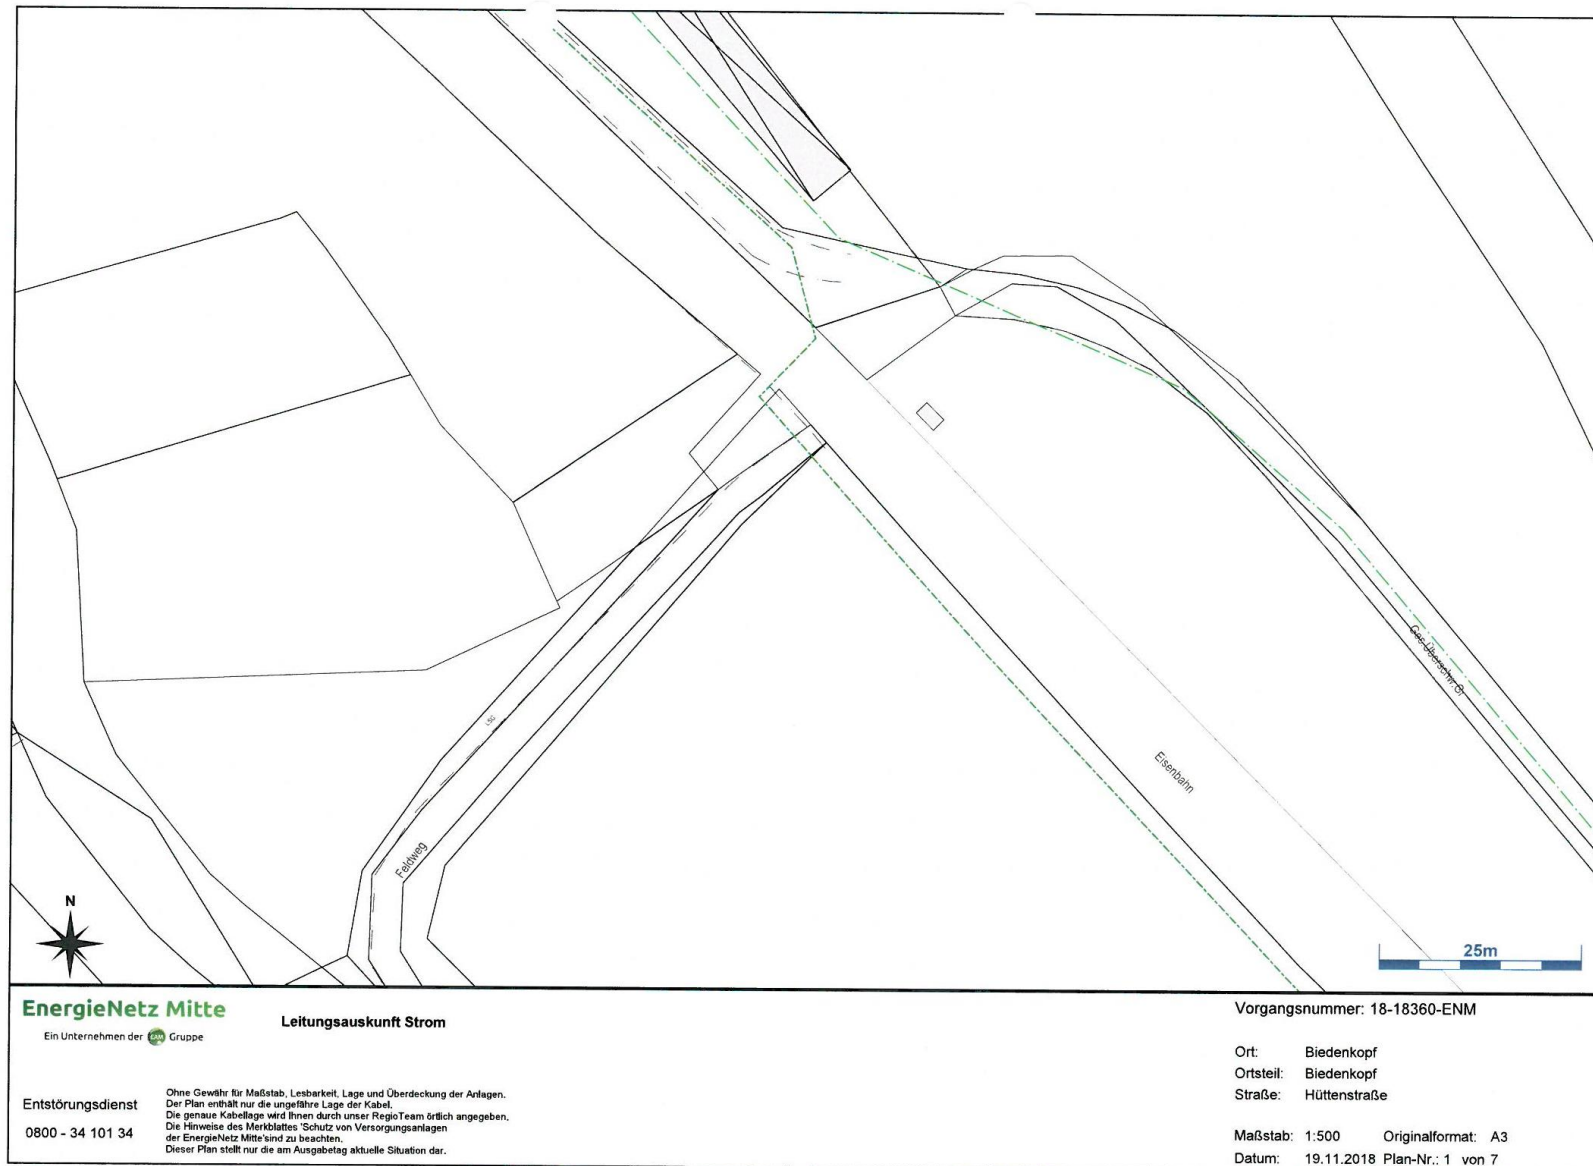 LSG
Feldweg
Eisenbahn
Ges.Überschw.G
N
25m
EnergieNetz Mitte
Ein Unternehmen der EAM Gruppe
Leitungsauskunft Strom
Entstörungsdienst
0800 - 34 101 34
Ohne Gewähr für Maßstab, Lesbarkeit, Lage und Überdeckung der Anlagen.
Der Plan enthält nur die ungefähre Lage der Kabel.
Die genaue Kabellage wird Ihnen durch unser RegioTeam örtlich angegeben.
Die Hinweise des Merkblattes 'Schutz von Versorgungsanlagen
der EnergieNetz Mitte'sind zu beachten.
Dieser Plan stellt nur die am Ausgabetag aktuelle Situation dar.
Vorgangsnummer: 18-18360-ENM
Ort: Biedenkopf
Ortsteil: Biedenkopf
Straße: Hüttenstraße
Maßstab: 1:500 Originalformat: A3
Datum: 19.11.2018 Plan-Nr.: 1 von 7